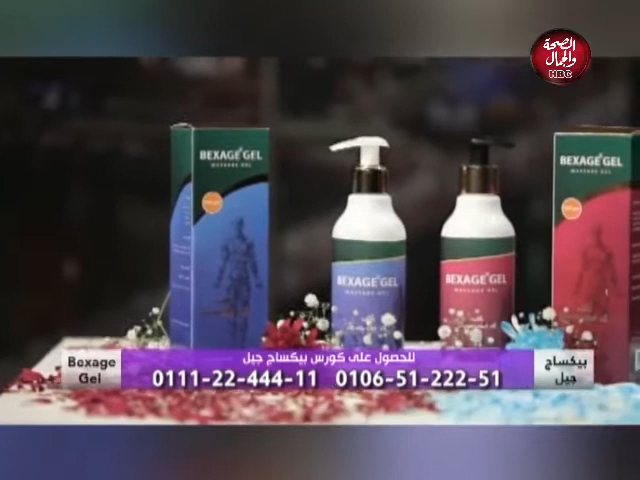 الصحة
والجمال
HBG
BEXAGE GEL
MASSAGE GEL
BEXAGE GEL
MASSAGE GEL
BEXAGE GEL
MASSAGE GEL
BEXAGE GEL
MASSAGE GEL
للحصول على كورس بيكساج جيل
Bexage
Gel
0111-22-444-11 0106-51-222-51
بيكساج
جيل